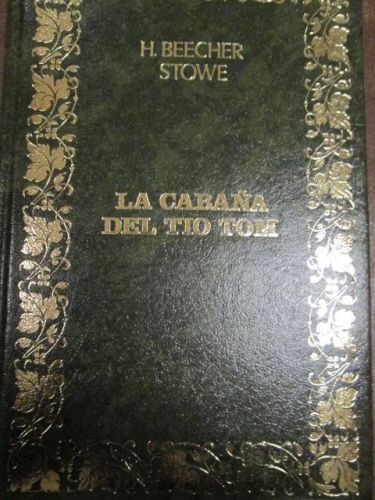 H. BEECHER
STOWE
LA CABAÑA
DEL TIO TOM